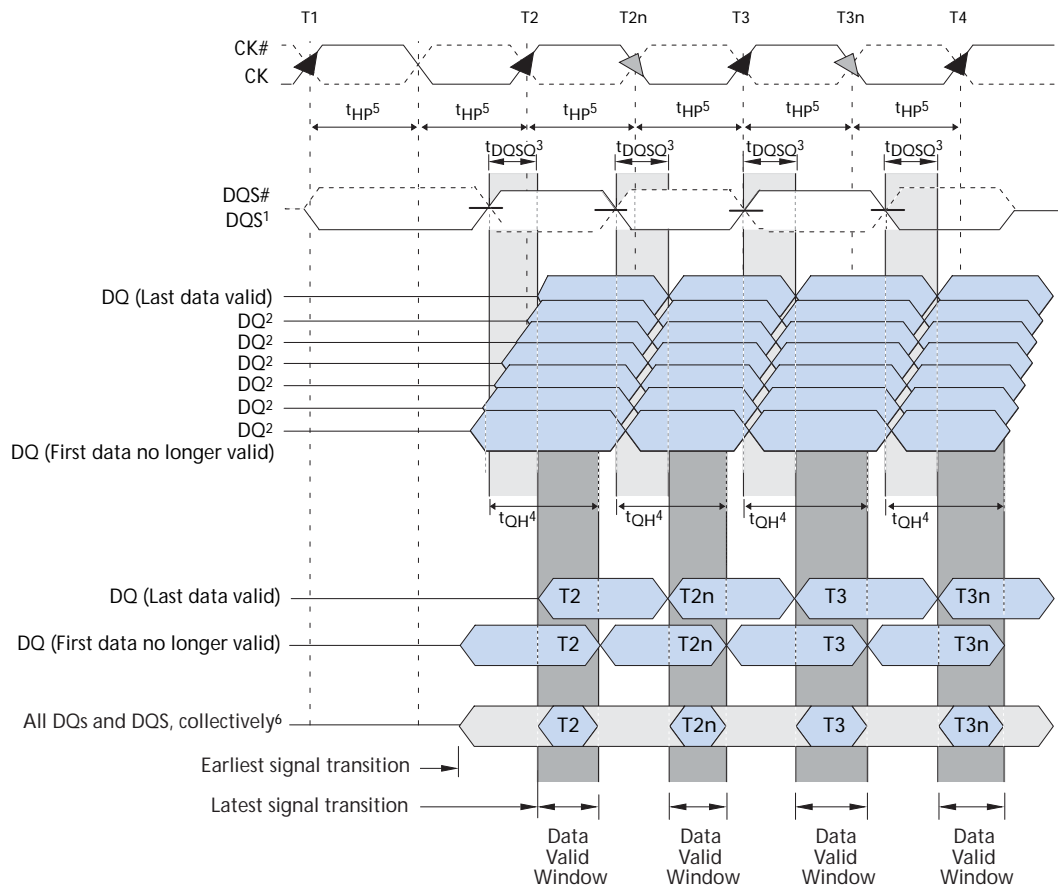 T1 T2 T2n T3 T3n T4
CK#
CK
tHP5 tHP5 tHP5 tHP5 tHP5 tHP5
tDQSQ3 tDQSQ3 tDQSQ3 tDQSQ3
DQS#
DQS1
DQ (Last data valid)
DQ2
DQ2
DQ2
DQ2
DQ2
DQ2
DQ (First data no longer valid)
tQH4 tQH4 tQH4 tQH4
DQ (Last data valid) T2 T2n T3 T3n
DQ (First data no longer valid) T2 T2n T3 T3n
All DQs and DQS, collectively6 T2 T2n T3 T3n
Earliest signal transition
Latest signal transition
Data Valid Window
Data Valid Window
Data Valid Window
Data Valid Window